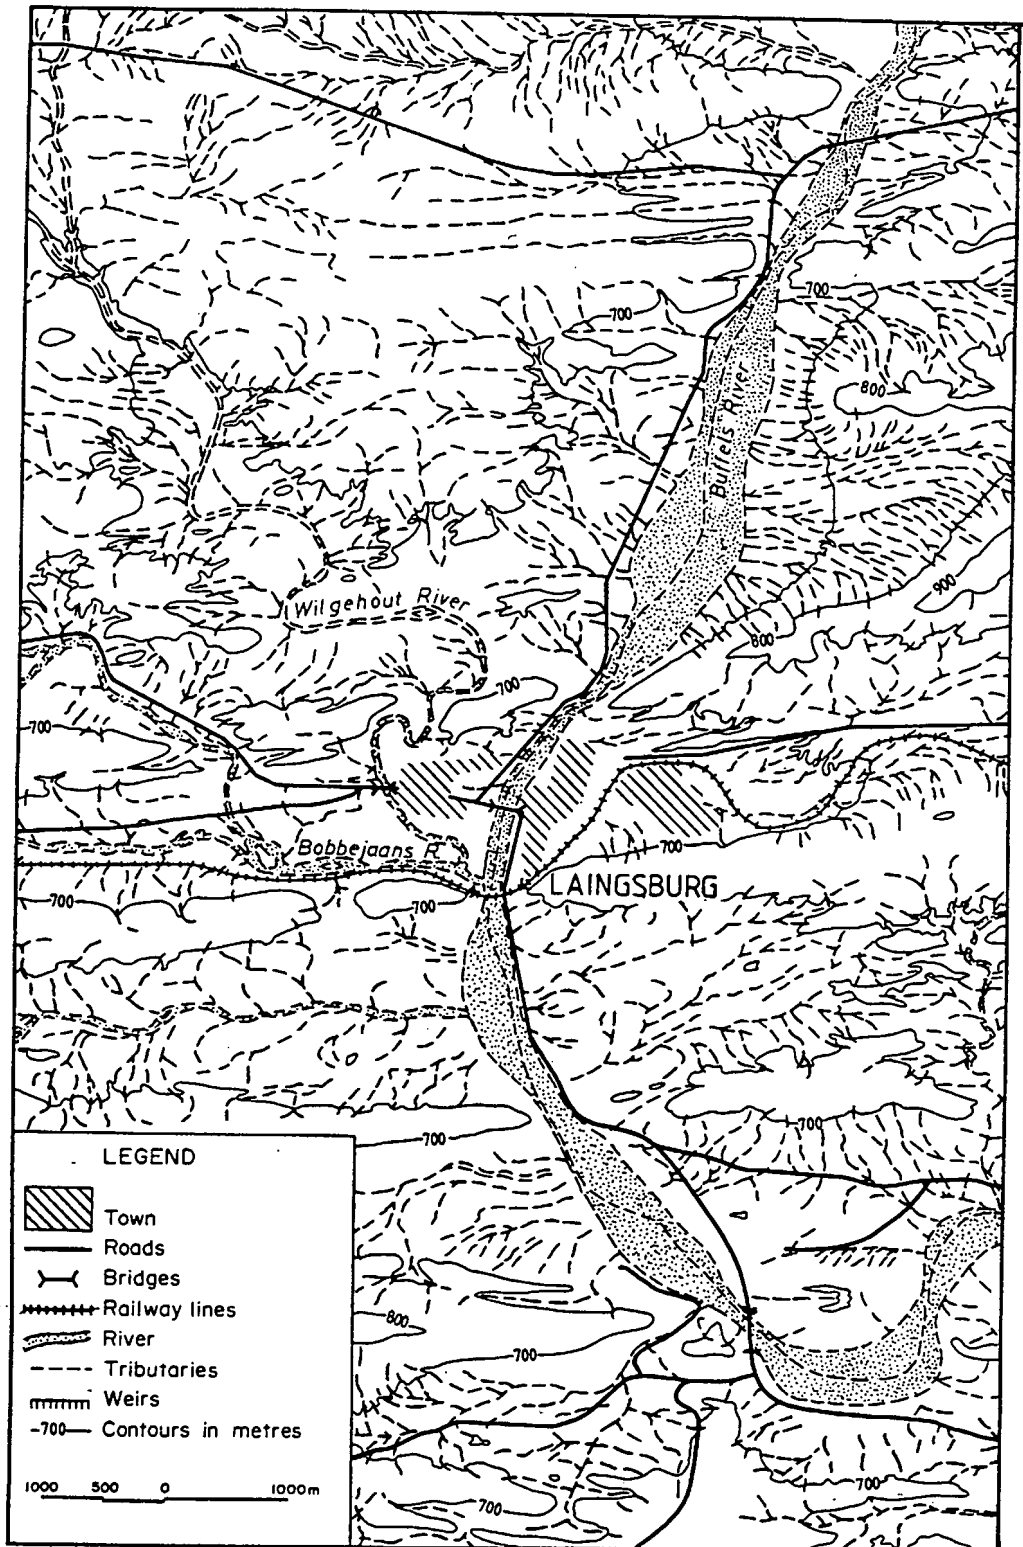 700
700
Buffels River
800
900
800
Wilgehout River
700
700
Bobbejaans R.
700
LAINGSBURG
700
700
700
700
LEGEND
Town
Roads
Bridges
Railway lines
River
Tributaries
Weirs
-700- Contours in metres
1000 500 0 1000m
800
700
700
700